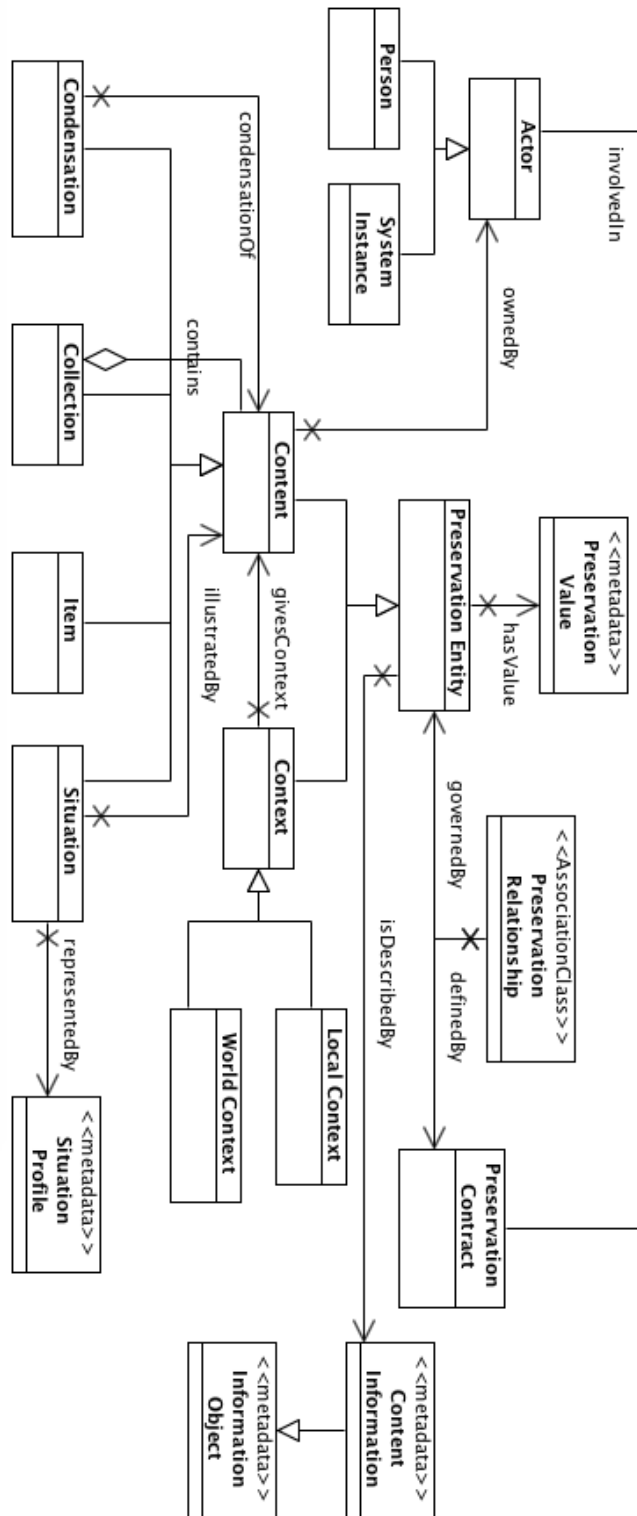 involvedIn
Actor
Person
System
Instance
ownedBy
<<metadata>>
Preservation
Value
hasValue
Preservation Entity
<<AssociationClass>>
Preservation
Relationship
governedBy
definedBy
Preservation
Contract
isDescribedBy
<<metadata>>
Content
Information
<<metadata>>
Information
Object
condensationOf
contains
Content
givesContext
illustratedBy
Context
Local Context
World Context
Condensation
Collection
Item
Situation
representedBy
<<metadata>>
Situation
Profile